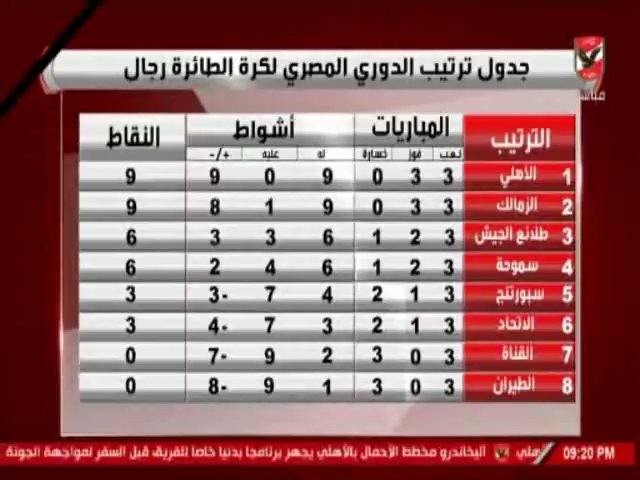 جدول ترتيب الدوري المصري لكرة الطائرة رجال
مباشر
الترتيب المباريات أشواط النقاط
لعب فوز خسارة له عليه +/-
1 الأهلي 3 3 0 9 0 9 9
2 الزمالك 3 3 0 9 1 8 9
3 طلائع الجيش 3 2 1 6 3 3 6
4 سموحة 3 2 1 6 4 2 6
5 سبورتنج 3 1 2 4 7 3- 3
6 الاتحاد 3 1 2 3 7 4- 3
7 القناة 3 0 3 2 9 7- 0
8 الطيران 3 0 3 1 9 8- 0
اليخاندرو مخطط الأحمال بالأهلي يجهز برنامجا بدنيا خاصا للفريق قبل السفر لمواجهة الجونة
09:20 PM